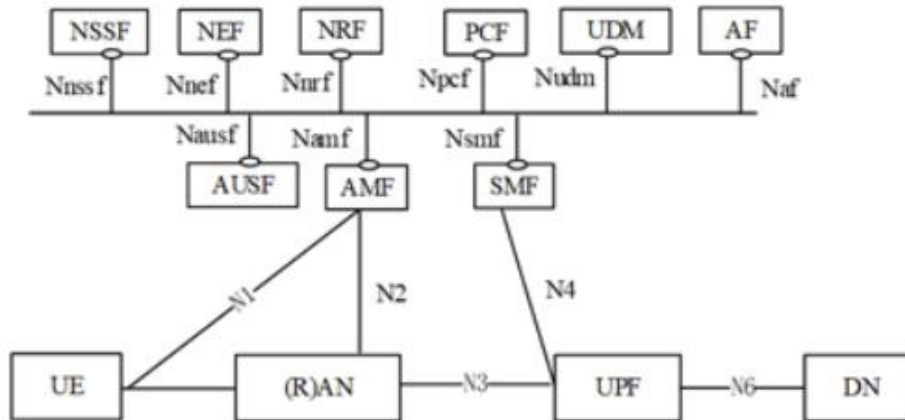 NSSF NEF NRF PCF UDM AF
Nnssf Nnef Nnrf Npcf Nudm Naf
Nausf Namf Nsmf
AUSF AMF SMF
N1 N2 N4
UE (R)AN N3 UPF N6 DN